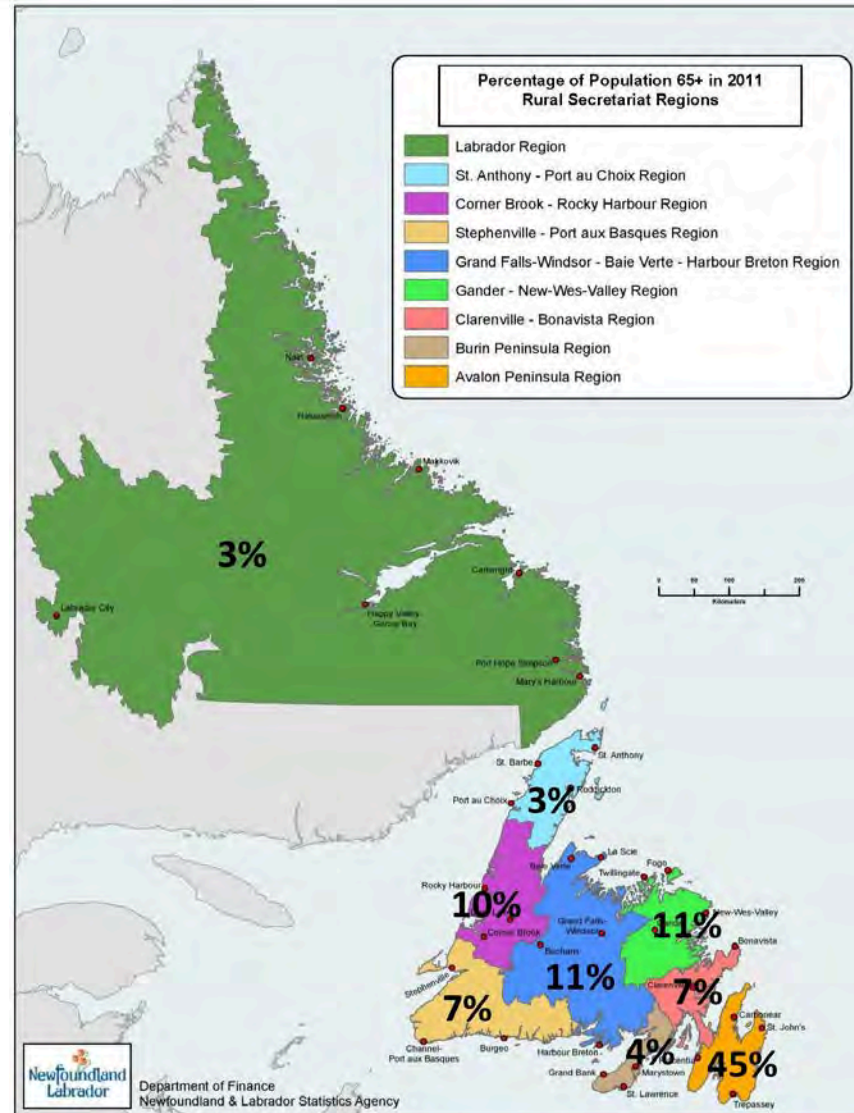 Percentage of Population 65+ in 2011
Rural Secretariat Regions
Labrador Region
St. Anthony - Port au Choix Region
Corner Brook - Rocky Harbour Region
Stephenville - Port aux Basques Region
Grand Falls-Windsor - Baie Verte - Harbour Breton Region
Gander - New-Wes-Valley Region
Clarenville - Bonavista Region
Burin Peninsula Region
Avalon Peninsula Region
Nain
Makkovik
3%
Cartwright
0 50 100 200
Kilometers
Labrador City
Happy Valley-
Goose Bay
Port Hope Simpson
Mary's Harbour
St. Anthony
St. Barbe
Roddickton
3%
Port au Choix
La Scie
Baie Verte
Fogo
Twillingate
Rocky Harbour
New-Wes-Valley
10%
11%
Grand Falls-
Windsor
Corner Brook
Bonavista
Buchans
Stephenville
11%
7%
7%
Carbonear
St. John's
Channel-
Port aux Basques
Burgeo
Harbour Breton
4%
Grand Bank
Marystown
45%
St. Lawrence
Trepassey
Newfoundland
Labrador
Department of Finance
Newfoundland & Labrador Statistics Agency